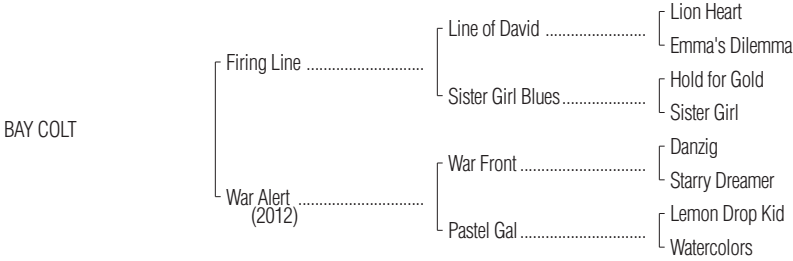 Lion Heart
Line of David ........................
Emma's Dilemma
Firing Line ............................
Hold for Gold
Sister Girl Blues....................
Sister Girl
BAY COLT
Danzig
War Front ..............................
Starry Dreamer
War Alert ..............................
(2012)
Lemon Drop Kid
Pastel Gal ..............................
Watercolors